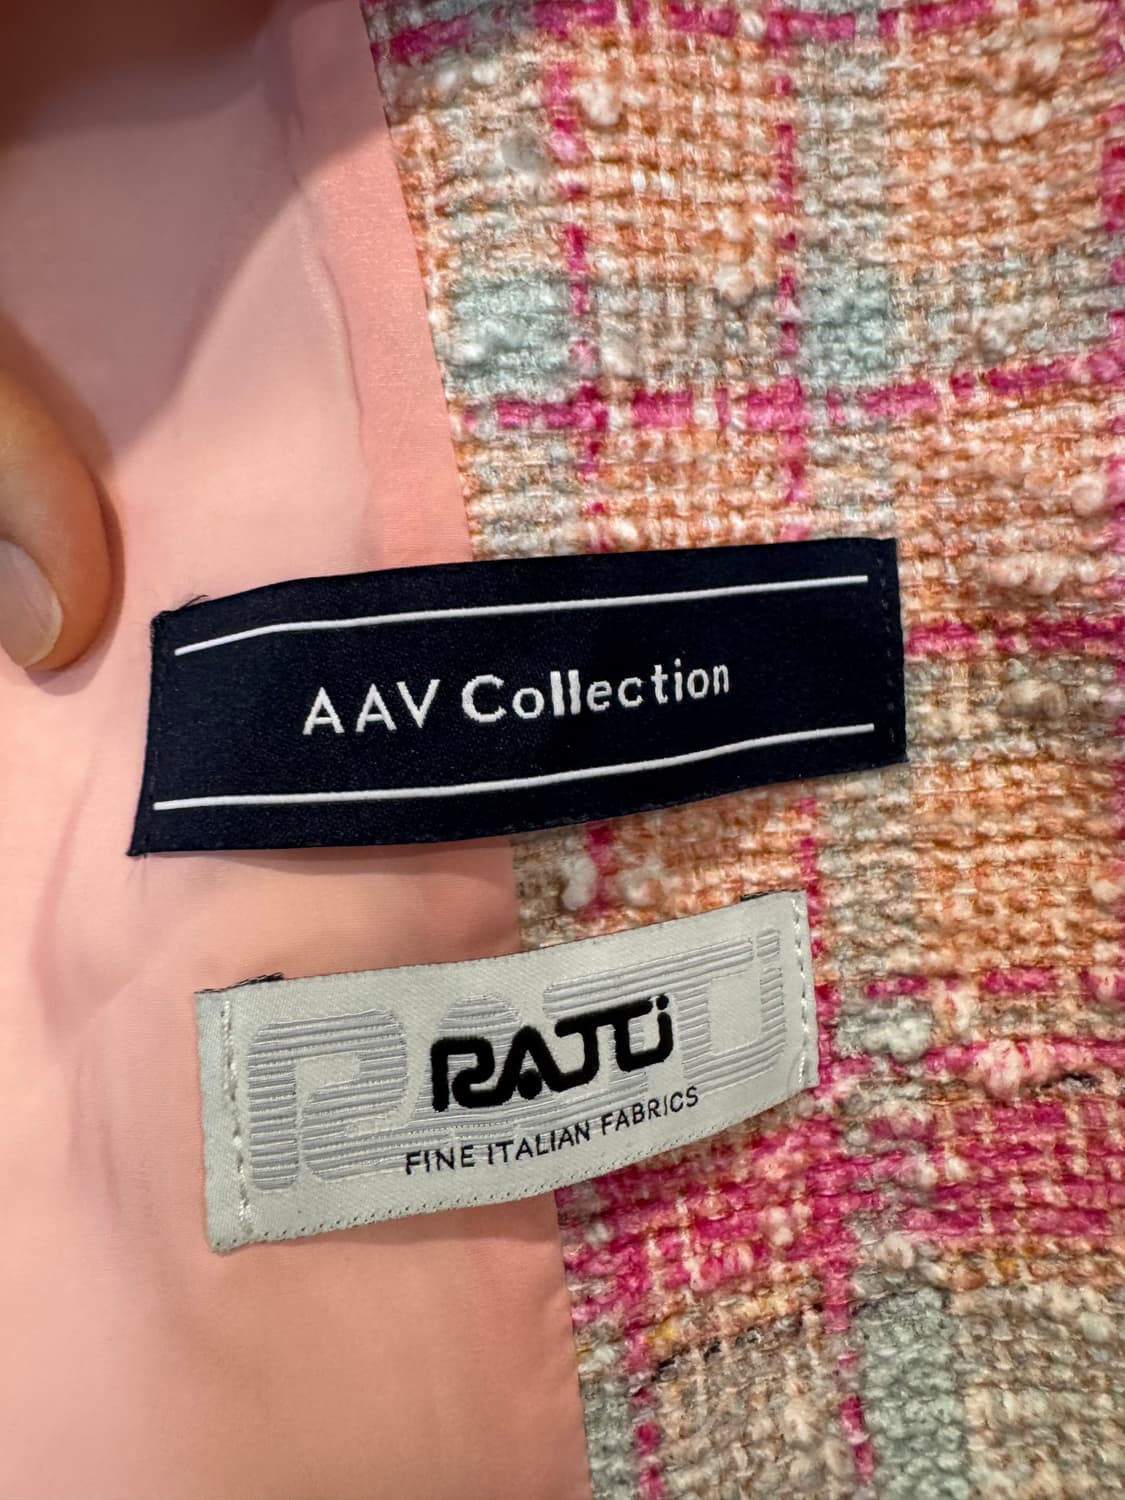 AAV Collection
RATTI
FINE ITALIAN FABRICS